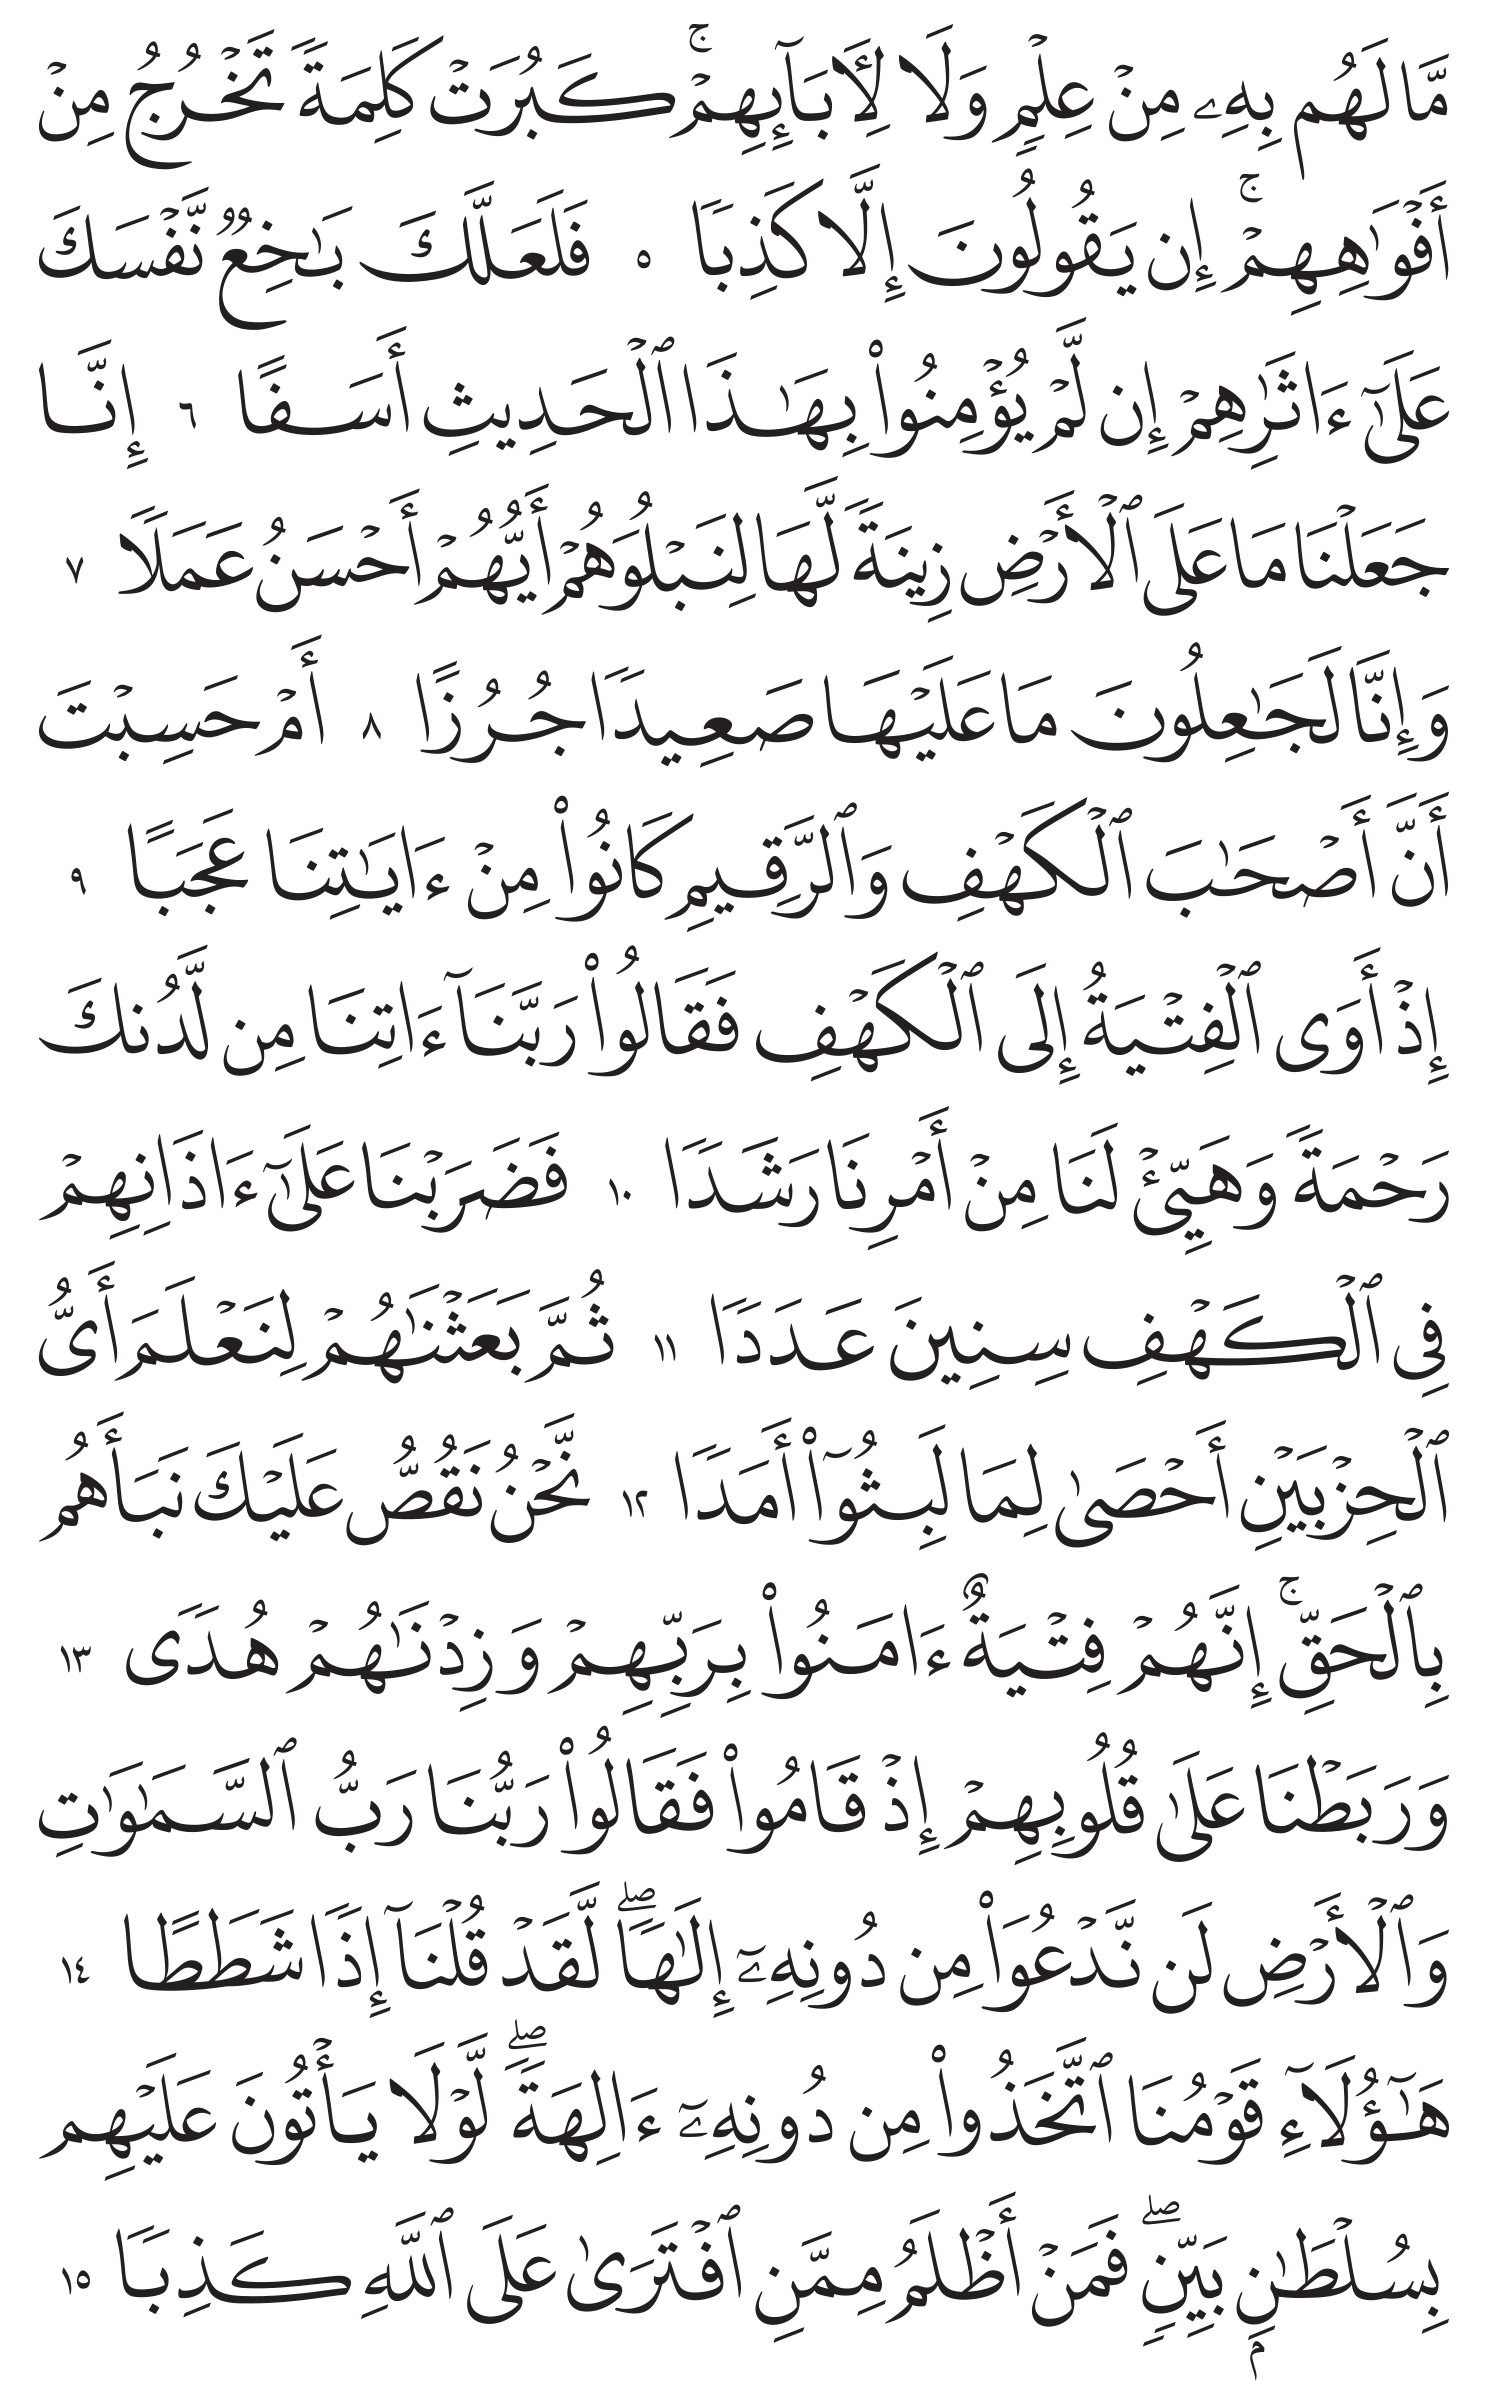 مَّا لَهُم بِهِۦ مِنْ عِلْمٍ وَلَا لِأٓبَآئِهِمْ ۚ كَبُرَتْ كَلِمَةً تَخْرُجُ مِنْ
أَفْوَٰهِهِمْ ۚ إِن يَقُولُونَ إِلَّا كَذِبًا ٥ فَلَعَلَّكَ بَـٰخِعٌ نَّفْسَكَ
عَلَىٰٓ ءَاثَـٰرِهِمْ إِن لَّمْ يُؤْمِنُوا۟ بِهَـٰذَا ٱلْحَدِيثِ أَسَفًا ٦ إِنَّا
جَعَلْنَا مَا عَلَى ٱلْأَرْضِ زِينَةً لَّهَا لِنَبْلُوَهُمْ أَيُّهُمْ أَحْسَنُ عَمَلًا ٧
وَإِنَّا لَجَـٰعِلُونَ مَا عَلَيْهَا صَعِيدًا جُرُزًا ٨ أَمْ حَسِبْتَ
أَنَّ أَصْحَـٰبَ ٱلْكَهْفِ وَٱلرَّقِيمِ كَانُوا۟ مِنْ ءَايَـٰتِنَا عَجَبًا ٩
إِذْ أَوَى ٱلْفِتْيَةُ إِلَى ٱلْكَهْفِ فَقَالُوا۟ رَبَّنَآ ءَاتِنَا مِن لَّدُنكَ
رَحْمَةً وَهَيِّئْ لَنَا مِنْ أَمْرِنَا رَشَدًا ١٠ فَضَرَبْنَا عَلَىٰٓ ءَاذَانِهِمْ
فِى ٱلْكَهْفِ سِنِينَ عَدَدًا ١١ ثُمَّ بَعَثْنَـٰهُمْ لِنَعْلَمَ أَىُّ
ٱلْحِزْبَيْنِ أَحْصَىٰ لِمَا لَبِثُوٓا۟ أَمَدًا ١٢ نَّحْنُ نَقُصُّ عَلَيْكَ نَبَأَهُم
بِٱلْحَقِّ ۚ إِنَّهُمْ فِتْيَةٌ ءَامَنُوا۟ بِرَبِّهِمْ وَزِدْنَـٰهُمْ هُدًى ١٣
وَرَبَطْنَا عَلَىٰ قُلُوبِهِمْ إِذْ قَامُوا۟ فَقَالُوا۟ رَبُّنَا رَبُّ ٱلسَّمَـٰوَٰتِ
وَٱلْأَرْضِ لَن نَّدْعُوَا۟ مِن دُونِهِۦٓ إِلَـٰهًا ۖ لَّقَدْ قُلْنَآ إِذًا شَطَطًا ١٤
هَـٰٓؤُلَآءِ قَوْمُنَا ٱتَّخَذُوا۟ مِن دُونِهِۦٓ ءَالِهَةً ۖ لَّوْلَا يَأْتُونَ عَلَيْهِم
بِسُلْطَـٰنٍۭ بَيِّنٍ ۖ فَمَنْ أَظْلَمُ مِمَّنِ ٱفْتَرَىٰ عَلَى ٱللَّهِ كَذِبًا ١٥